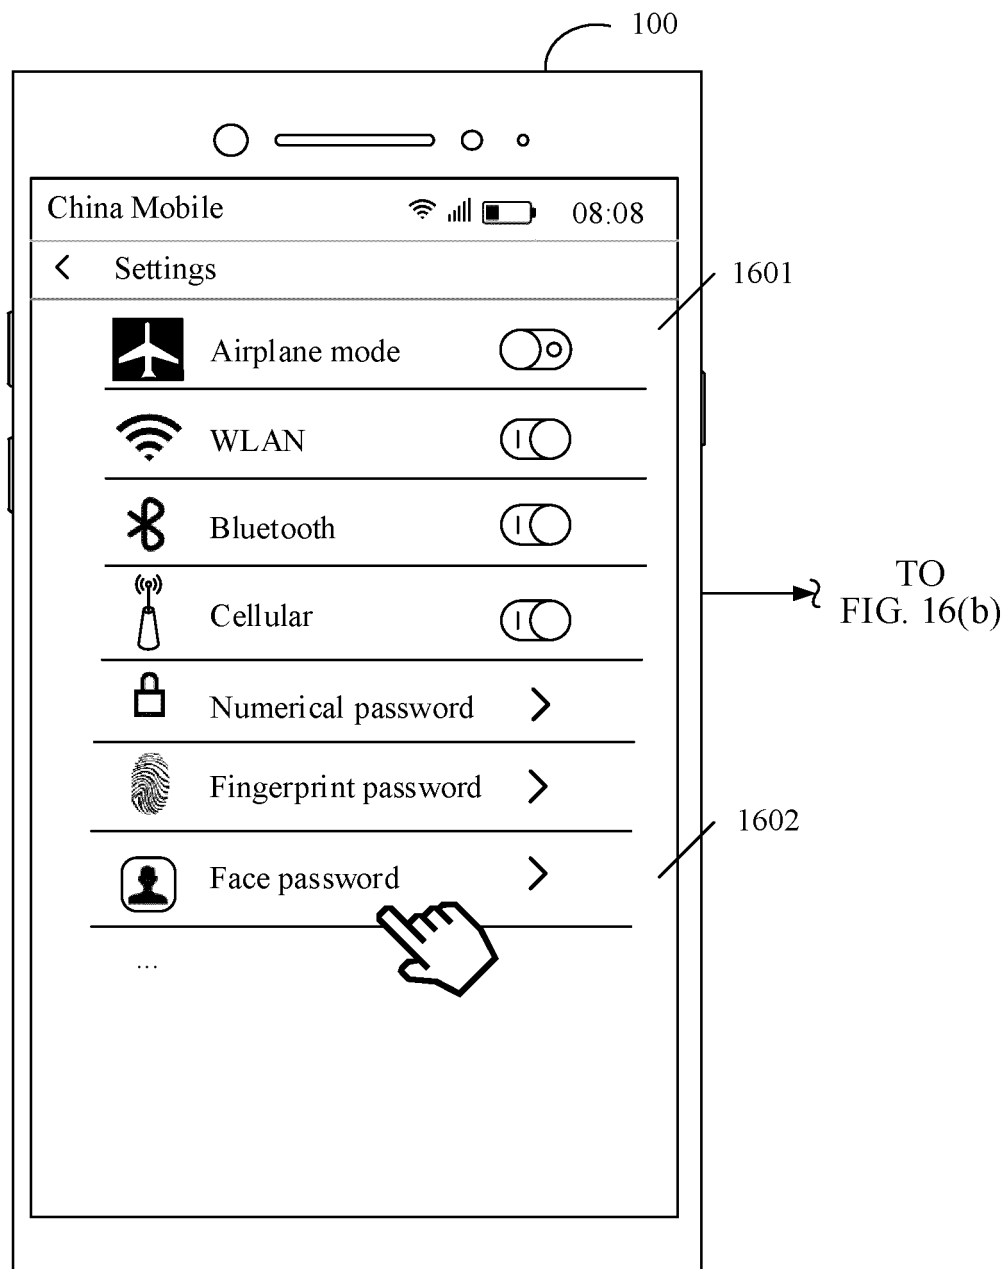 100
China Mobile 08:08
Settings
1601
Airplane mode
WLAN
Bluetooth
TO
FIG. 16(b)
Cellular
Numerical password
Fingerprint password
1602
Face password
...